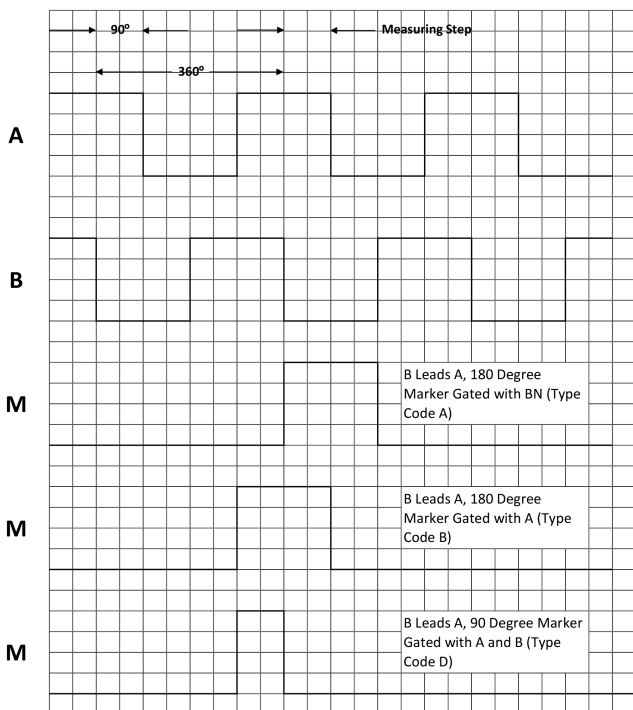 90º
Measuring Step
360º
A
B
M
B Leads A, 180 Degree
Marker Gated with BN (Type
Code A)
M
B Leads A, 180 Degree
Marker Gated with A (Type
Code B)
M
B Leads A, 90 Degree Marker
Gated with A and B (Type
Code D)